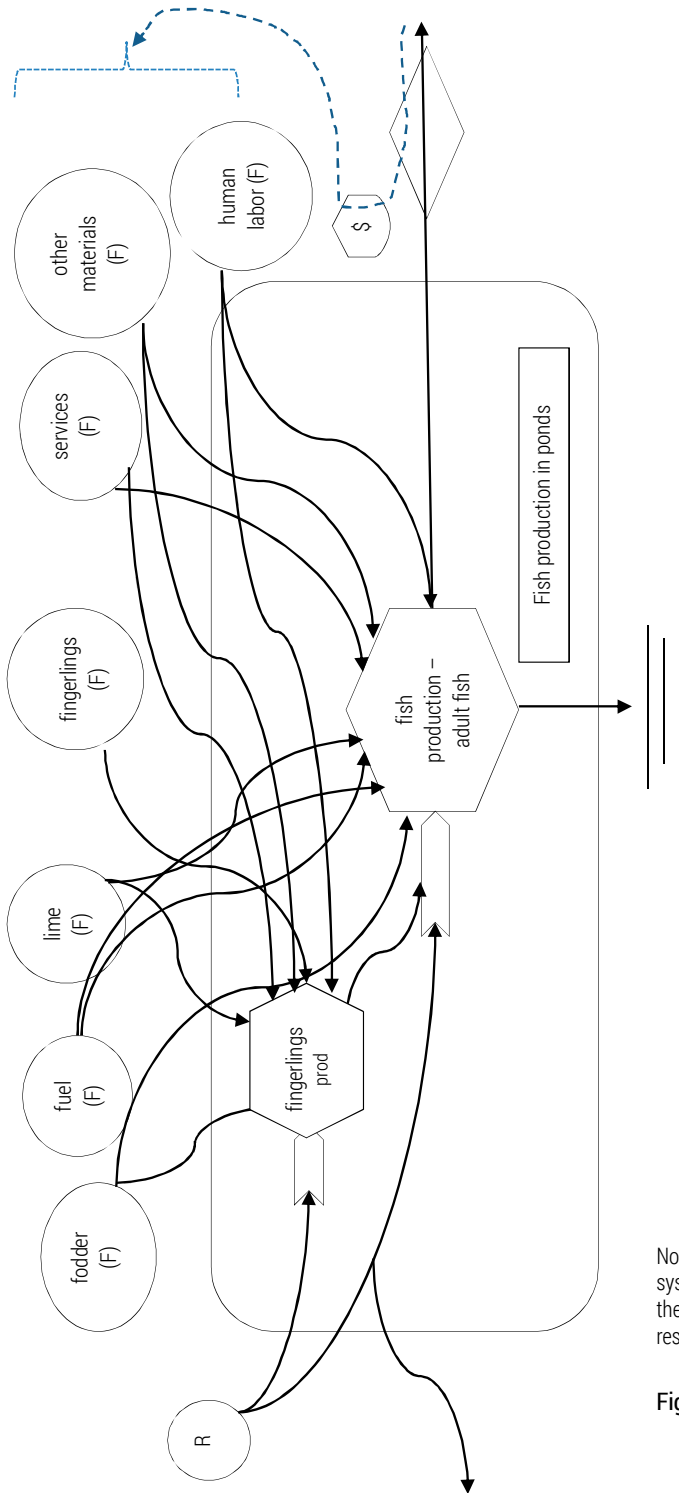 R
fodder
(F)
fuel
(F)
lime
(F)
fingerlings
(F)
services
(F)
other
materials
(F)
human
labor (F)
$
fingerlings
prod
fish
production –
adult fish
Fish production in ponds